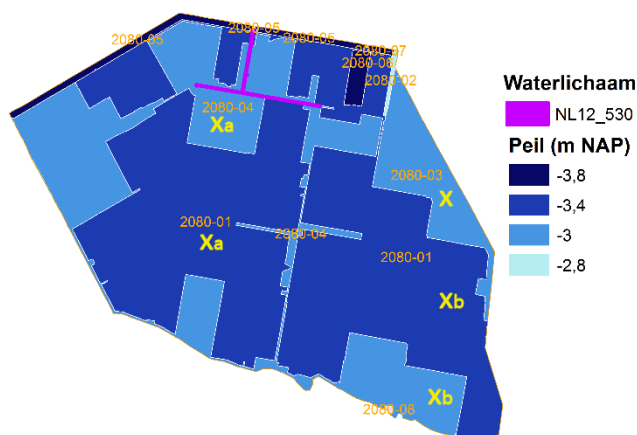 2080-05
2080-05
2080-05
2080-07
2080-06
2080-02
2080-04
Xa
2080-03
X
2080-01
Xa
2080-04
2080-01
Xb
Xb
2080-08
Waterlichaam
NL12_530
Peil (m NAP)
-3,8
-3,4
-3
-2,8